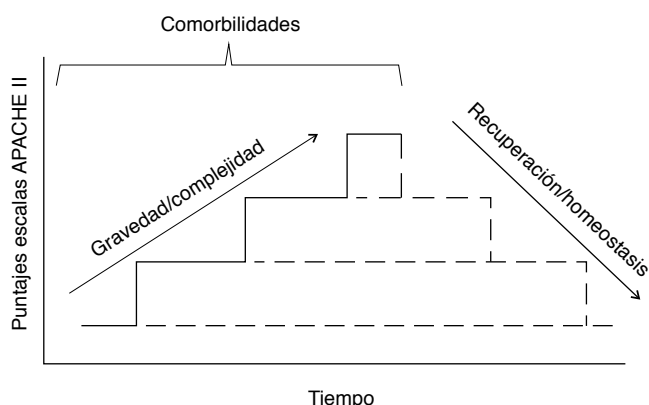 Comorbilidades
Puntajes escalas APACHE II
Gravedad/complejidad
Recuperación/homeostasis
Tiempo